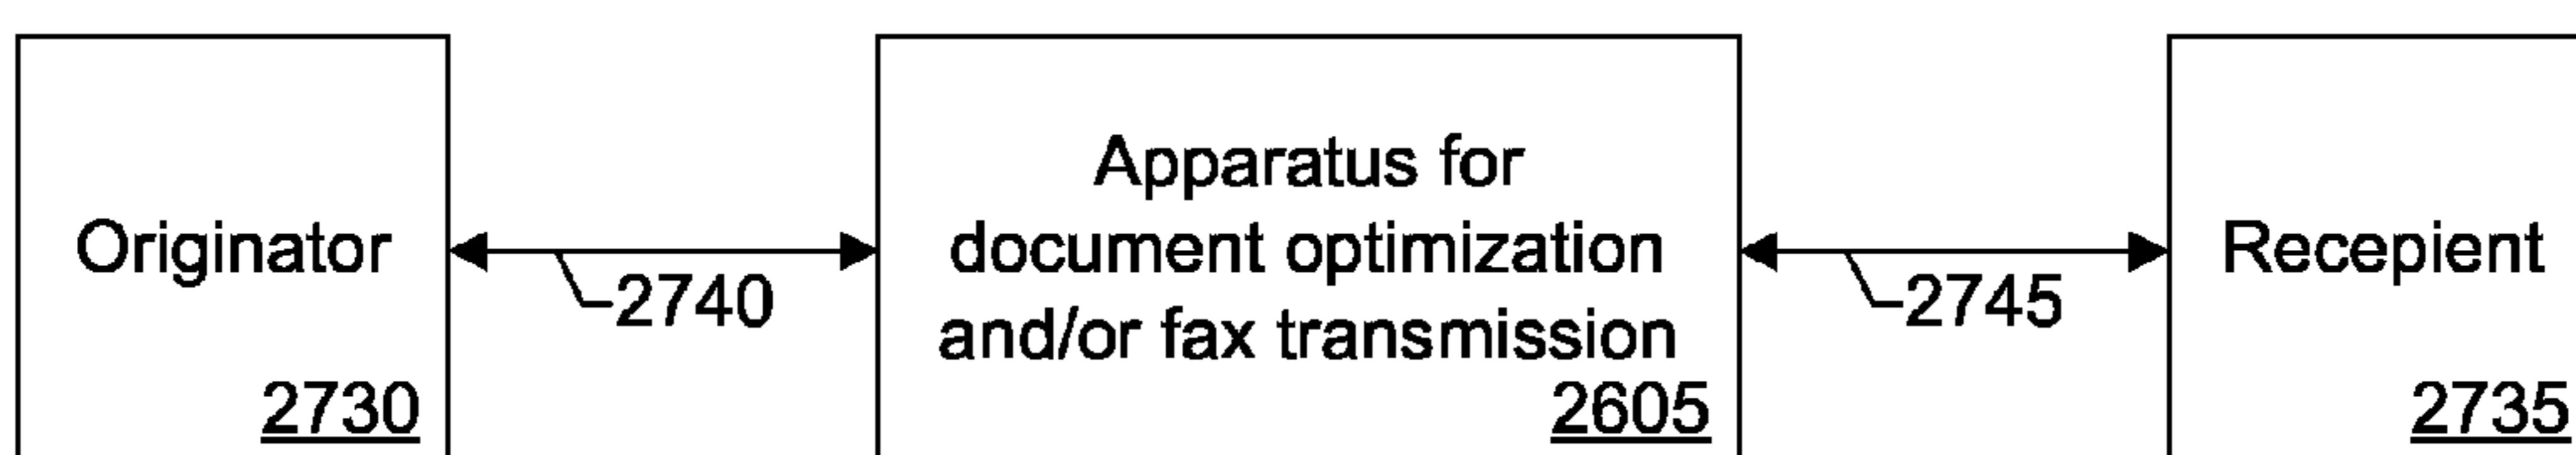 Originator
2730
2740
Apparatus for
document optimization
and/or fax transmission
2605
2745
Recepient
2735